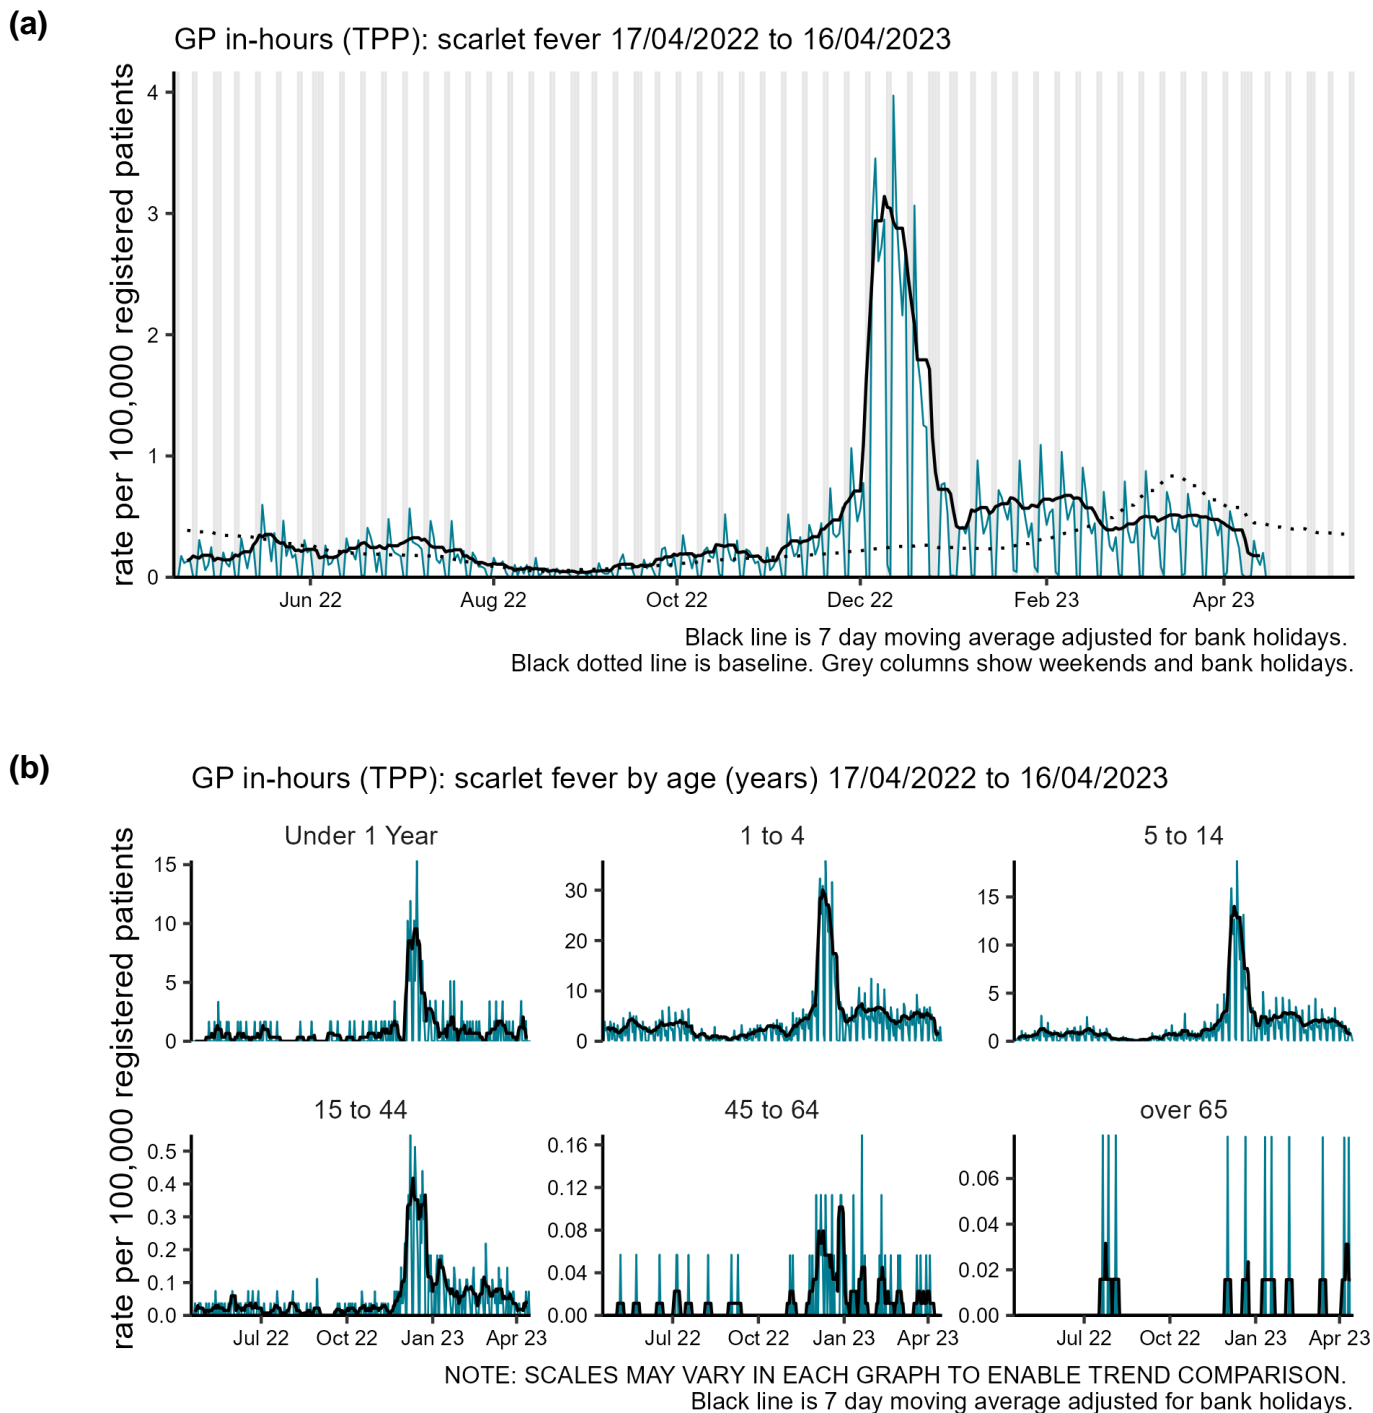 (a)
GP in-hours (TPP): scarlet fever 17/04/2022 to 16/04/2023
rate per 100,000 registered patients
4
3
2
1
0
Jun 22 Aug 22 Oct 22 Dec 22 Feb 23 Apr 23
Black line is 7 day moving average adjusted for bank holidays.
Black dotted line is baseline. Grey columns show weekends and bank holidays.
(b)
GP in-hours (TPP): scarlet fever by age (years) 17/04/2022 to 16/04/2023
rate per 100,000 registered patients
Under 1 Year
15
10
5
0
1 to 4
30
20
10
0
5 to 14
15
10
5
0
15 to 44
0.5
0.4
0.3
0.2
0.1
0.0
Jul 22 Oct 22 Jan 23 Apr 23
45 to 64
0.16
0.12
0.08
0.04
0.00
Jul 22 Oct 22 Jan 23 Apr 23
over 65
0.06
0.04
0.02
0.00
Jul 22 Oct 22 Jan 23 Apr 23
NOTE: SCALES MAY VARY IN EACH GRAPH TO ENABLE TREND COMPARISON.
Black line is 7 day moving average adjusted for bank holidays.